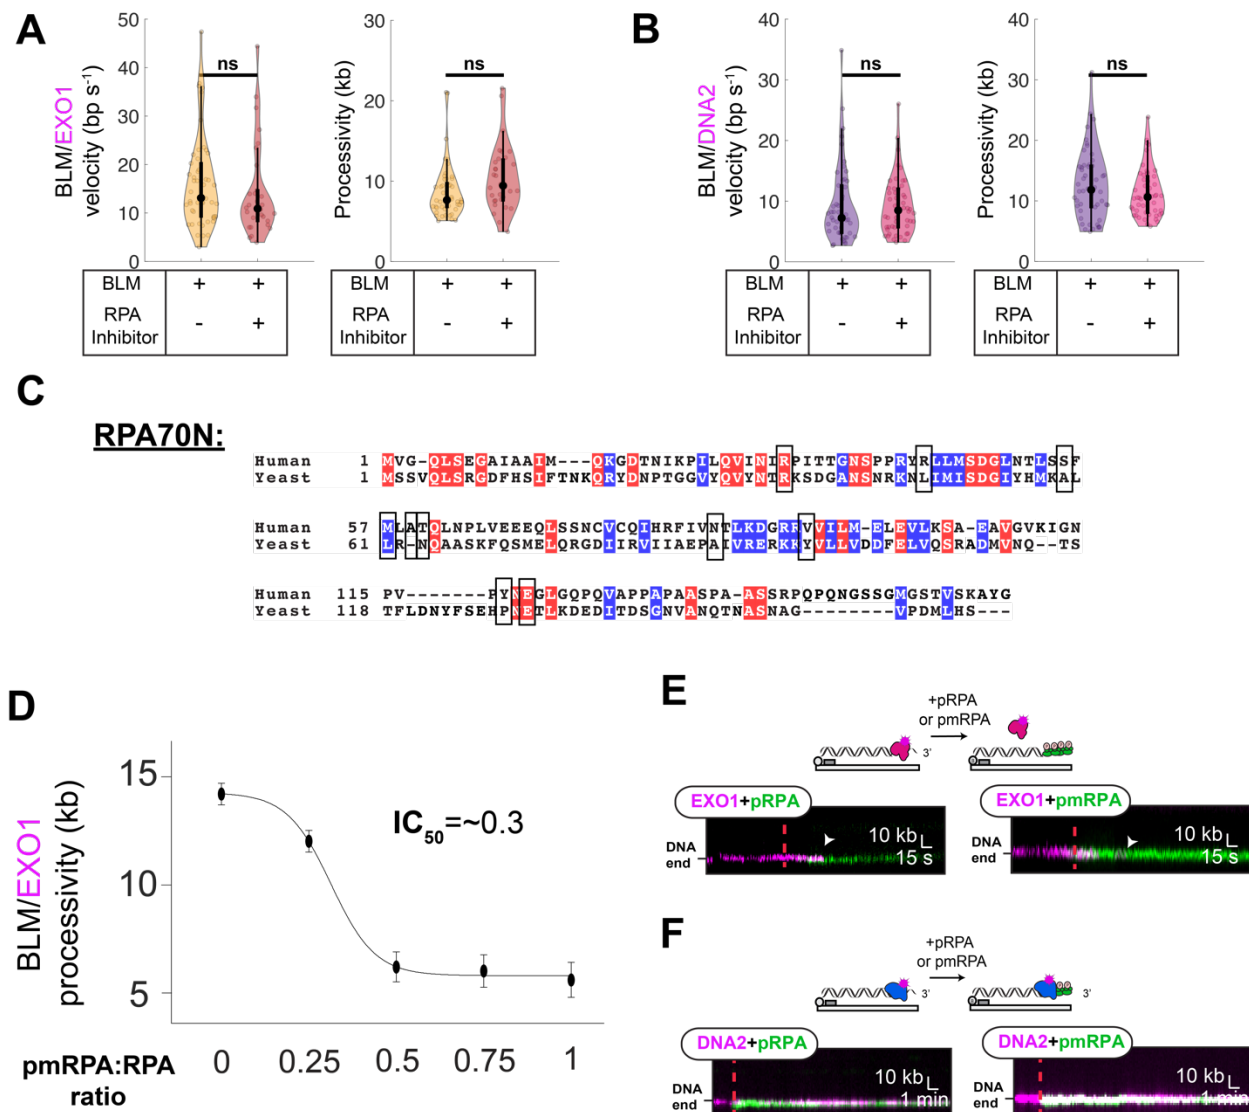 A
BLM/EXO1
velocity (bp s⁻¹)
50
40
30
20
10
0
ns
BLM + +
RPA
Inhibitor - +
Processivity (kb)
30
20
10
0
ns
BLM + +
RPA
Inhibitor - +
B
BLM/DNA2
velocity (bp s⁻¹)
40
30
20
10
0
ns
BLM + +
RPA
Inhibitor - +
Processivity (kb)
30
20
10
0
ns
BLM + +
RPA
Inhibitor - +
C
RPA70N:
Human 1 MVG-QLSEGAIAAIM---QKGDTNIKPILQVINIRPITTGNSPPRYRLLMSDGLNTLSSF
Yeast 1 MSSVQLSRGDFHSIFTNKQRYDNPTGGVYQVYNTRKSDGANSNRKNLIMISDGIYHMKAL
Human 57 MLATQLNPLVEEEQLSSNCVCQIHRFIVNTLKDGRRVVILM-ELEVLKSA-EAVGVKIGN
Yeast 61 LR-NQAASKFQSMELQRGDIIRVIIAEPAIVRERKKYVLLVDDFELVQSRADMVNQ--TS
Human 115 PV--------PYNEGLGQPQVAPPAPAASPA-ASSRPQPQNGSSGMGSTVSKAYG
Yeast 118 TFLDNYFSEHPNETLKDEDITDSGNVANQTNASNAG-------VPDMLHS----
D
BLM/EXO1
processivity (kb)
15
10
5
IC50=~0.3
0 0.25 0.5 0.75 1
pmRPA:RPA
ratio
E
+pRPA
or pmRPA
3'
EXO1+pRPA
DNA
end
10 kb
15 s
EXO1+pmRPA
DNA
end
10 kb
15 s
F
+pRPA
or pmRPA
3'
3'
DNA2+pRPA
DNA
end
10 kb
1 min
DNA2+pmRPA
DNA
end
10 kb
1 min